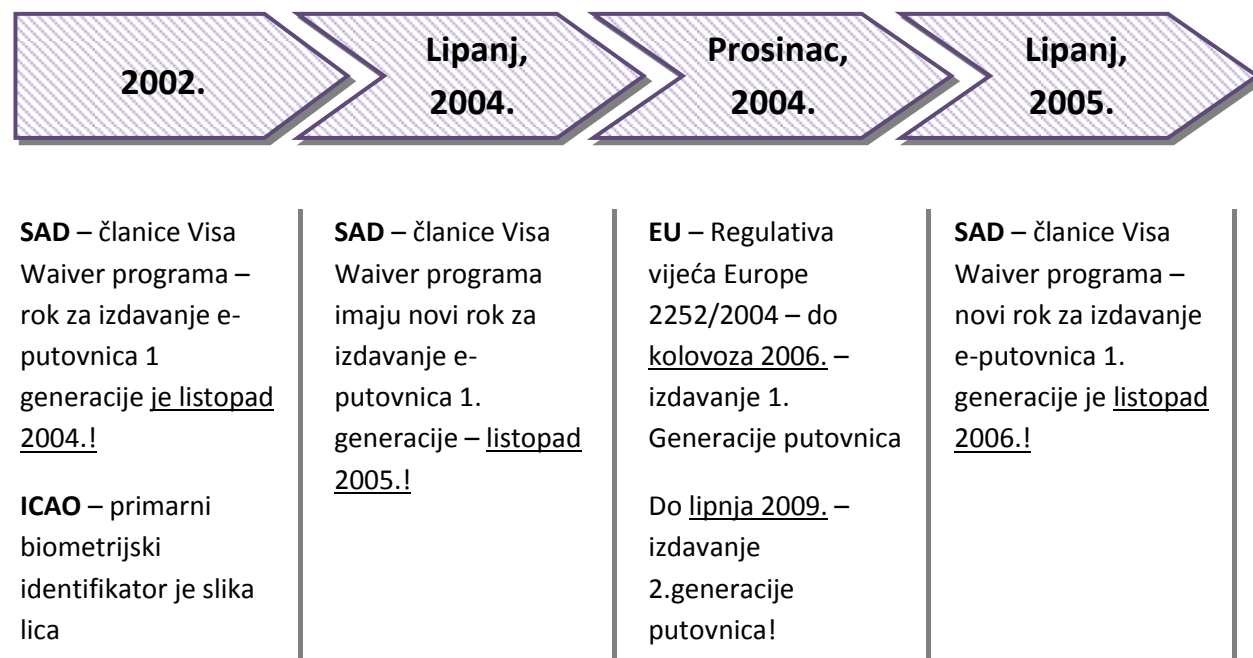 2002.
Lipanj,
2004.
Prosinac,
2004.
Lipanj,
2005.
SAD – članice Visa
Waiver programa –
rok za izdavanje e-
putovnica 1
generacije je listopad
2004.!
ICAO – primarni
biometrijski
identifikator je slika
lica
SAD – članice Visa
Waiver programa
imaju novi rok za
izdavanje e-
putovnica 1.
generacije – listopad
2005.!
EU – Regulativa
vijeća Europe
2252/2004 – do
kolovoza 2006. –
izdavanje 1.
Generacije putovnica
Do lipnja 2009. –
izdavanje
2.generacije
putovnica!
SAD – članice Visa
Waiver programa –
novi rok za izdavanje
e-putovnica 1.
generacije je listopad
2006.!